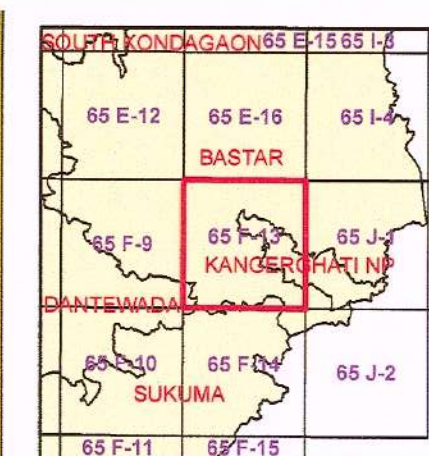 SOUTH KONDAGAON 65 E-15 65 I-3
65 E-12 65 E-16 65 I-4
BASTAR
65 F-9 65 F-13 65 J-1
KANGERGHATI NP
DANTEWADA
65 F-10 65 F-14 65 J-2
SUKUMA
65 F-11 65 F-15